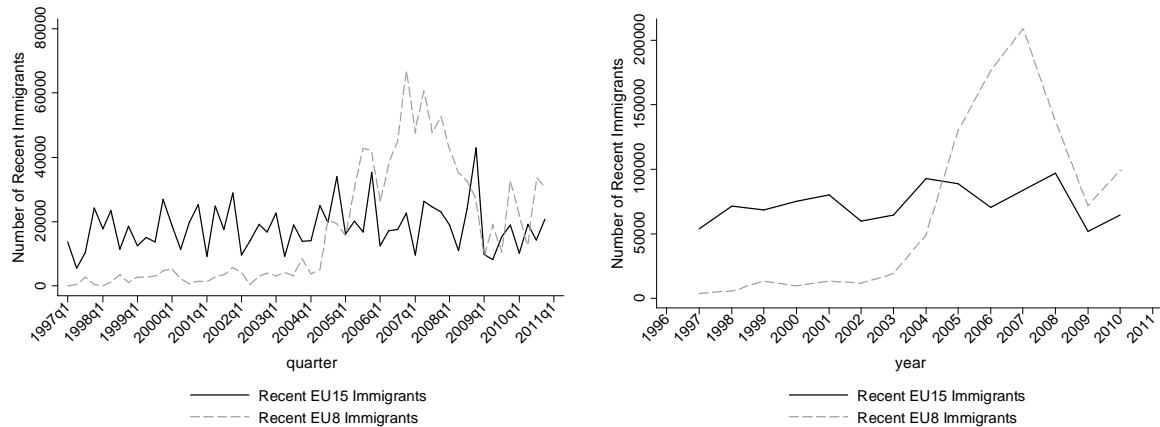 Number of Recent Immigrants
80000
60000
40000
20000
0
1997q1
1998q1
1999q1
2000q1
2001q1
2002q1
2003q1
2004q1
2005q1
2006q1
2007q1
2008q1
2009q1
2010q1
2011q1
quarter
Recent EU15 Immigrants
Recent EU8 Immigrants
Number of Recent Immigrants
200000
150000
100000
50000
0
1996
1997
1998
1999
2000
2001
2002
2003
2004
2005
2006
2007
2008
2009
2010
2011
year
Recent EU15 Immigrants
Recent EU8 Immigrants